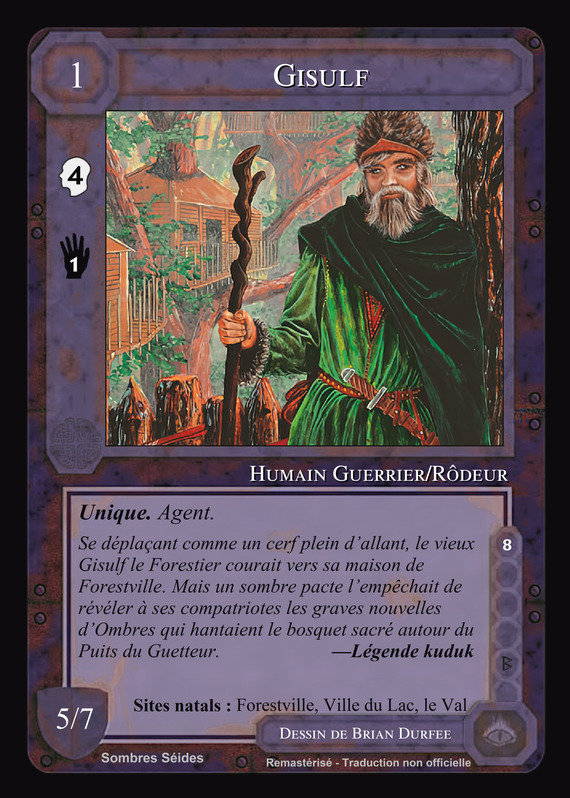 1
GISULF
4
1
HUMAIN GUERRIER/RÔDEUR
Unique. Agent.
Se déplaçant comme un cerf plein d’allant, le vieux
Gisulf le Forestier courait vers sa maison de
Forestville. Mais un sombre pacte l’empêchait de
révéler à ses compatriotes les graves nouvelles
d’Ombres qui hantaient le bosquet sacré autour du
Puits du Guetteur. —Légende kuduk
8
Sites natals : Forestville, Ville du Lac, le Val
5/7
DESSIN DE BRIAN DURFEE
Sombres Séides
Remastérisé - Traduction non officielle